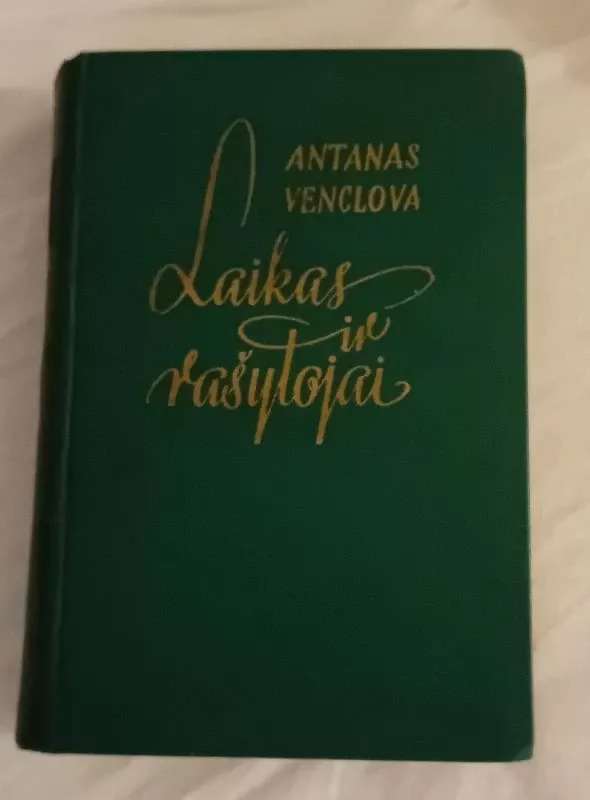 ANTANAS
VENCLOVA
Laikas
ir
rašytojai